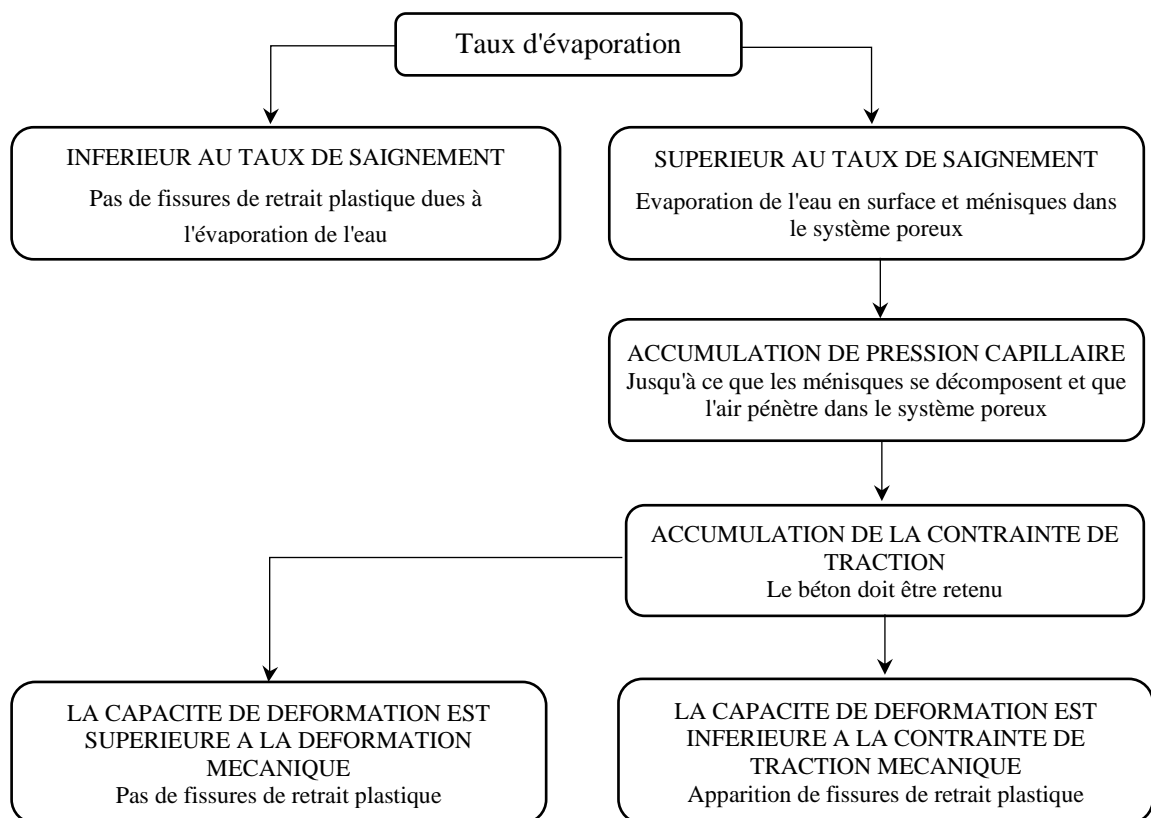 Taux d'évaporation
INFERIEUR AU TAUX DE SAIGNEMENT
Pas de fissures de retrait plastique dues à
l'évaporation de l'eau
SUPERIEUR AU TAUX DE SAIGNEMENT
Evaporation de l'eau en surface et ménisques dans
le système poreux
ACCUMULATION DE PRESSION CAPILLAIRE
Jusqu'à ce que les ménisques se décomposent et que
l'air pénètre dans le système poreux
ACCUMULATION DE LA CONTRAINTE DE
TRACTION
Le béton doit être retenu
LA CAPACITE DE DEFORMATION EST
SUPERIEURE A LA DEFORMATION
MECANIQUE
Pas de fissures de retrait plastique
LA CAPACITE DE DEFORMATION EST
INFERIEURE A LA CONTRAINTE DE
TRACTION MECANIQUE
Apparition de fissures de retrait plastique